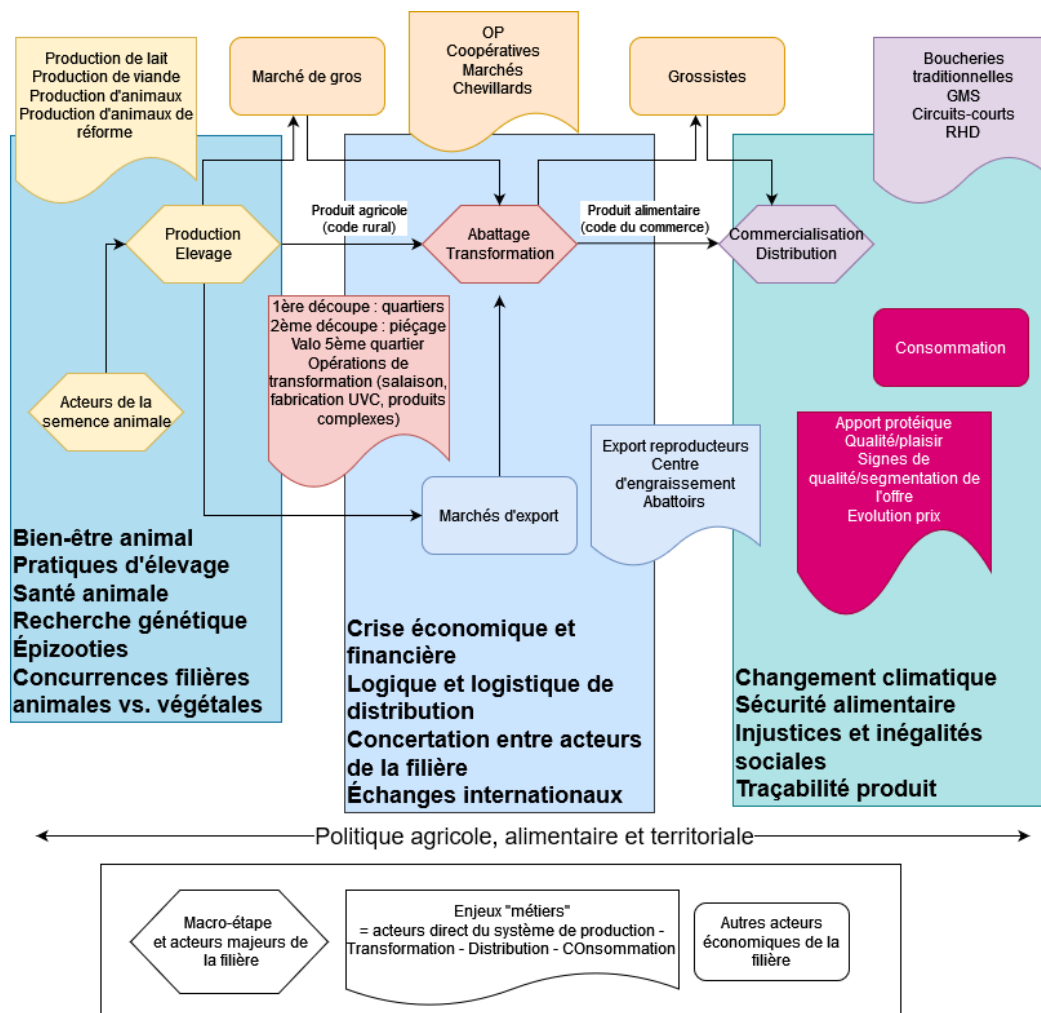 Production de lait
Production de viande
Production d'animaux
Production d'animaux de
réforme
Marché de gros
OP
Coopératives
Marchés
Chevillards
Grossistes
Boucheries
traditionnelles
GMS
Circuits-courts
RHD
Production
Elevage
Produit agricole
(code rural)
Abattage
Transformation
Produit alimentaire
(code du commerce)
Commercialisation
Distribution
1ère découpe : quartiers
2ème découpe : piéçage
Valo 5ème quartier
Opérations de
transformation (salaison,
fabrication UVC, produits
complexes)
Consommation
Acteurs de la
semence animale
Apport protéique
Qualité/plaisir
Signes de
qualité/segmentation de
l'offre
Evolution prix
Export reproducteurs
Centre
d'engraissement
Abattoirs
Marchés d'export
Bien-être animal
Pratiques d'élevage
Santé animale
Recherche génétique
Épizooties
Concurrences filières
animales vs. végétales
Crise économique et
financière
Logique et logistique de
distribution
Concertation entre acteurs
de la filière
Échanges internationaux
Changement climatique
Sécurité alimentaire
Injustices et inégalités
sociales
Traçabilité produit
Politique agricole, alimentaire et territoriale
Macro-étape
et acteurs majeurs de
la filière
Enjeux "métiers"
= acteurs direct du système de production -
Transformation - Distribution - COnsommation
Autres acteurs
économiques de la
filière